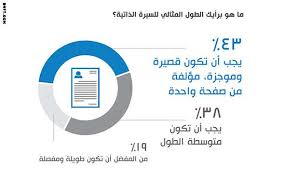 ما هو برأيك الطول المثالي للسيرة الذاتية؟
٤٣٪
يجب أن تكون قصيرة
وموجزة، مؤلفة
من صفحة واحدة
٣٨٪
يجب أن تكون
متوسطة الطول
١٩٪
من المفضل أن تكون طويلة ومفصلة